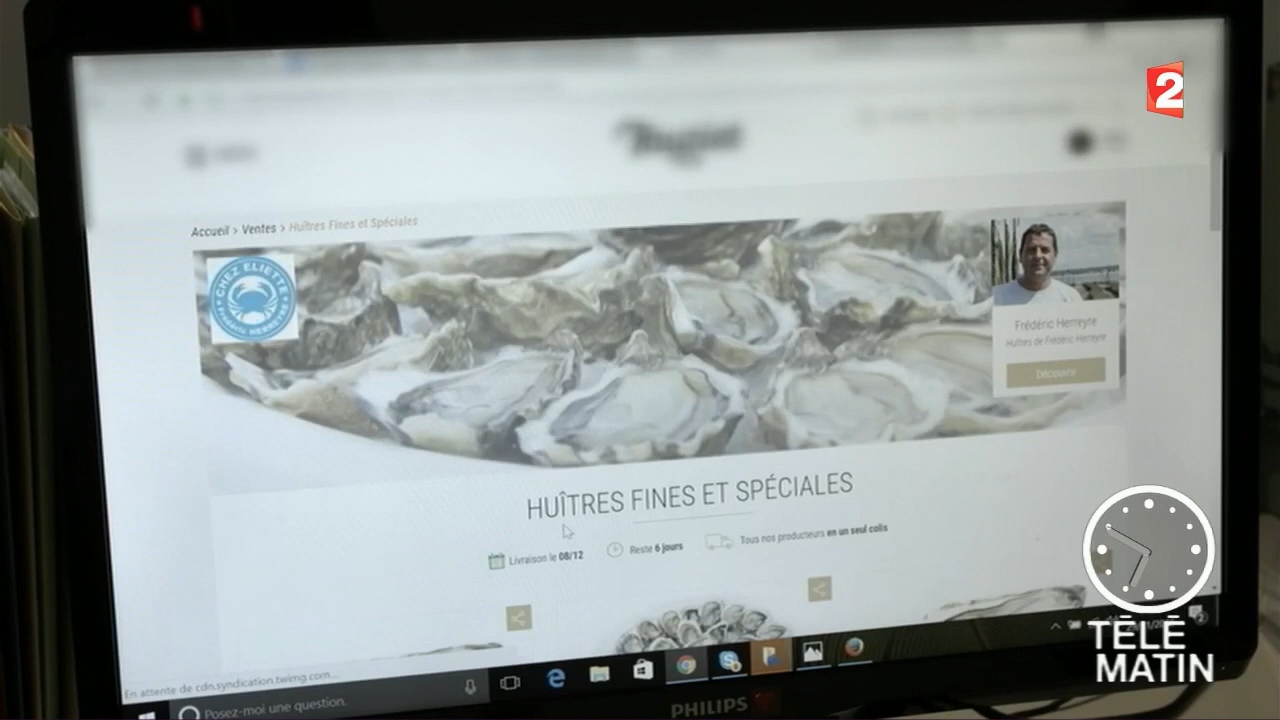 2
Accueil > Ventes > Huîtres Fines et Spéciales
CHEZ ELIETTE
Frédéric HERREYRE
Frédéric Herreyre
Huîtres de Frédéric Herreyre
Découvrir
HUÎTRES FINES ET SPÉCIALES
Livraison le 08/12
Reste 6 jours
Tous nos producteurs en un seul colis
En attente de cdn.syndication.twimg.com...
Posez-moi une question.
PHILIPS
TÉLÉ
MATIN